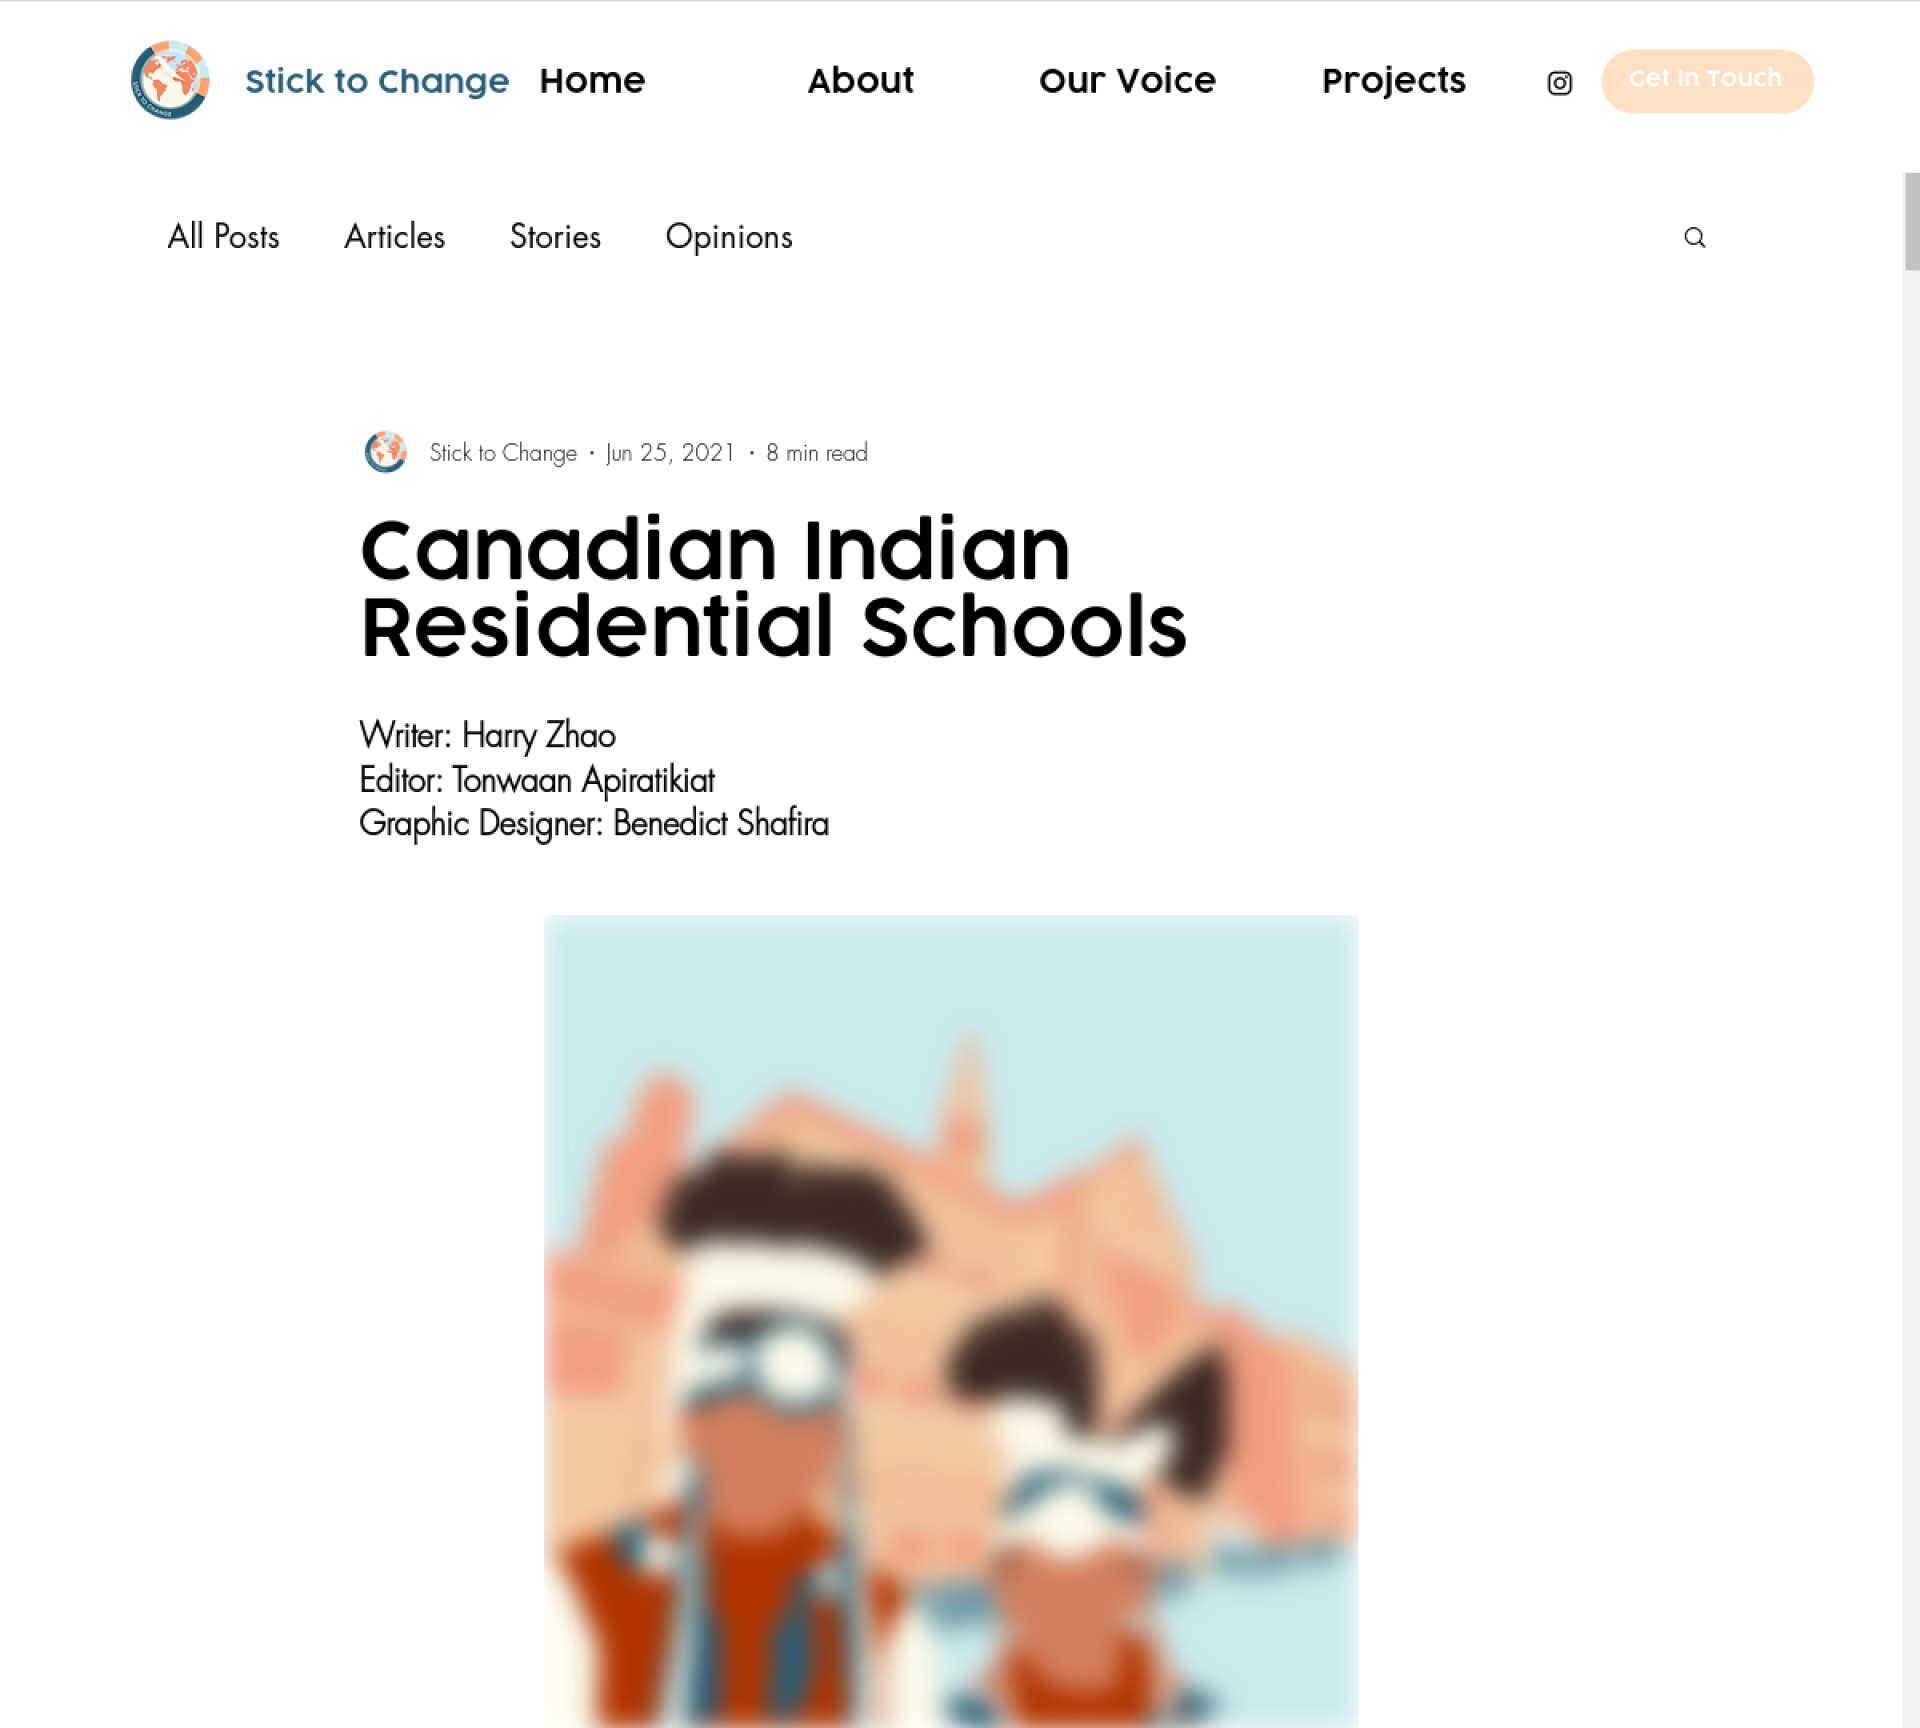 Stick to Change Home About Our Voice Projects Get In Touch
All Posts Articles Stories Opinions
Stick to Change · Jun 25, 2021 · 8 min read
Canadian Indian
Residential Schools
Writer: Harry Zhao
Editor: Tonwaan Apiratikiat
Graphic Designer: Benedict Shafira